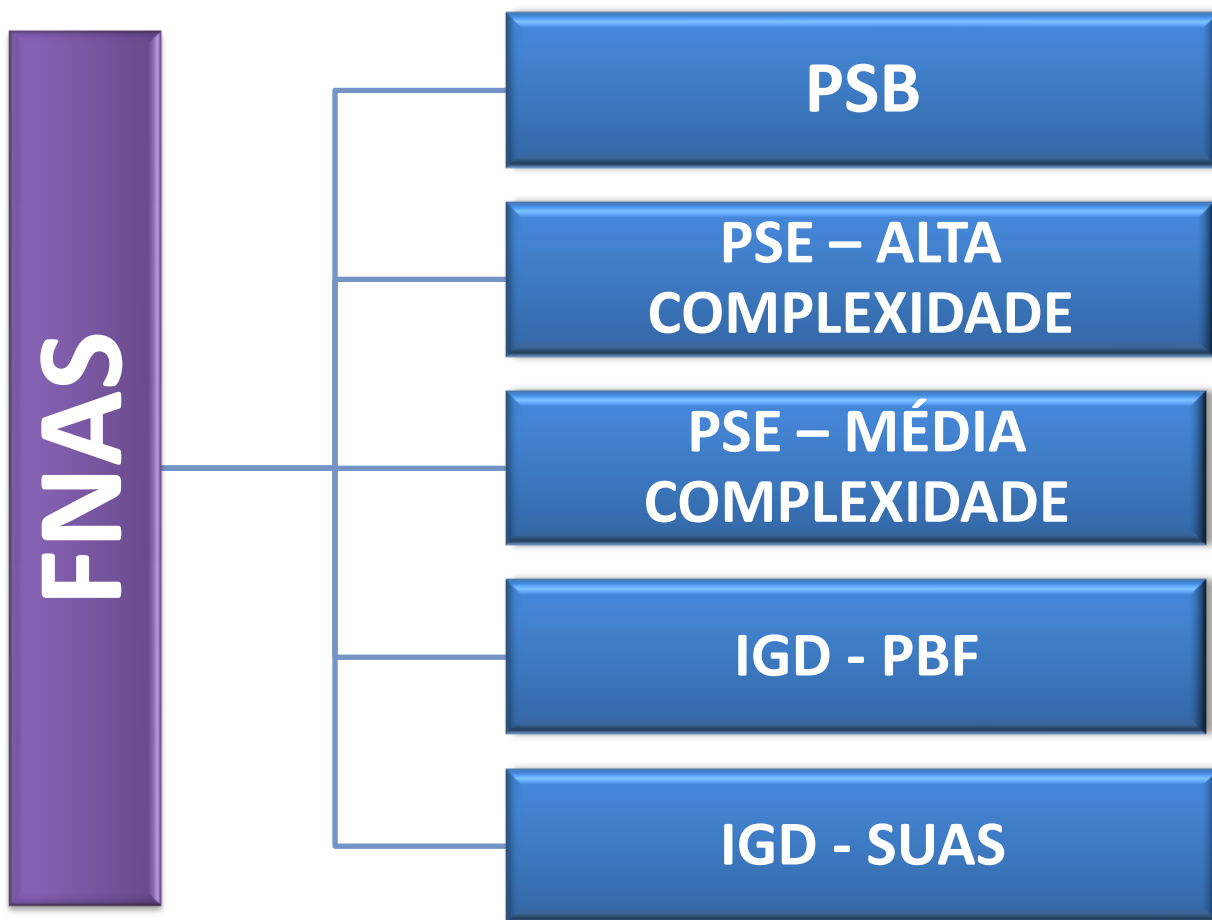 FNAS
PSB
PSE – ALTA
COMPLEXIDADE
PSE – MÉDIA
COMPLEXIDADE
IGD - PBF
IGD - SUAS